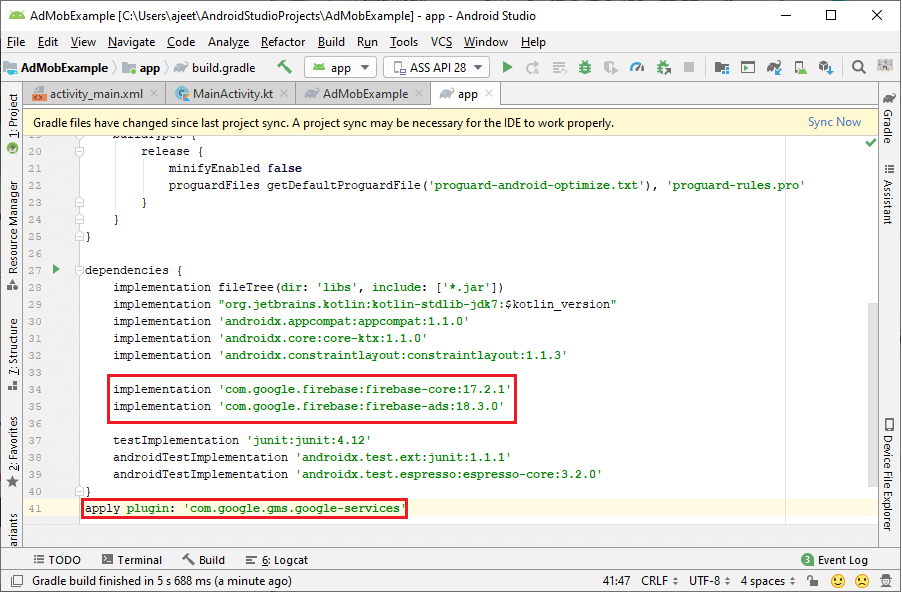 AdMobExample [C:\Users\ajeet\AndroidStudioProjects\AdMobExample] - app - Android Studio
File Edit View Navigate Code Analyze Refactor Build Run Tools VCS Window Help
AdMobExample app build.gradle app ASS API 28
activity_main.xml MainActivity.kt AdMobExample app
Gradle files have changed since last project sync. A project sync may be necessary for the IDE to work properly. Sync Now
19 buildTypes {
20 release {
21 minifyEnabled false
22 proguardFiles getDefaultProguardFile('proguard-android-optimize.txt'), 'proguard-rules.pro'
23 }
24 }
25 }
26
27 dependencies {
28 implementation fileTree(dir: 'libs', include: ['*.jar'])
29 implementation "org.jetbrains.kotlin:kotlin-stdlib-jdk7:$kotlin_version"
30 implementation 'androidx.appcompat:appcompat:1.1.0'
31 implementation 'androidx.core:core-ktx:1.1.0'
32 implementation 'androidx.constraintlayout:constraintlayout:1.1.3'
33
34 implementation 'com.google.firebase:firebase-core:17.2.1'
35 implementation 'com.google.firebase:firebase-ads:18.3.0'
36
37 testImplementation 'junit:junit:4.12'
38 androidTestImplementation 'androidx.test.ext:junit:1.1.1'
39 androidTestImplementation 'androidx.test.espresso:espresso-core:3.2.0'
40 }
41 apply plugin: 'com.google.gms.google-services'
1: Project
Resource Manager
7: Structure
2: Favorites
ariants
Gradle
Assistant
Device File Explorer
TODO Terminal Build 6: Logcat 3 Event Log
Gradle build finished in 5 s 688 ms (a minute ago) 41:47 CRLF UTF-8 4 spaces